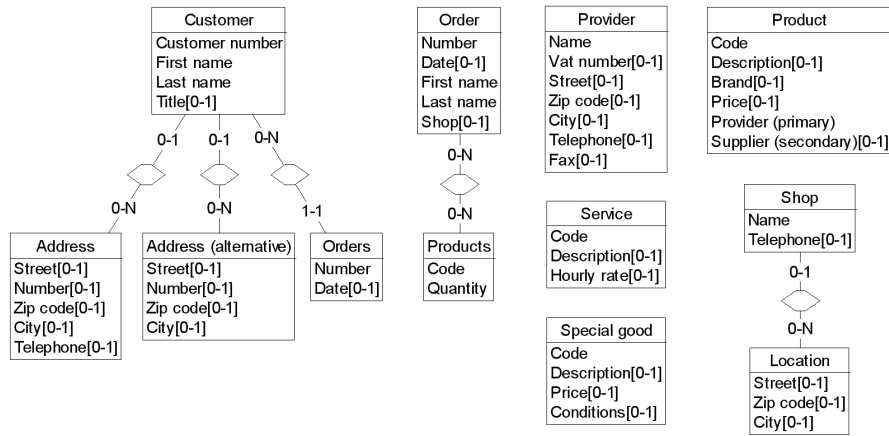 Customer
Customer number
First name
Last name
Title[0-1]
0-1
0-1
0-N
0-N
0-N
1-1
Address
Street[0-1]
Number[0-1]
Zip code[0-1]
City[0-1]
Telephone[0-1]
Address (alternative)
Street[0-1]
Number[0-1]
Zip code[0-1]
City[0-1]
Orders
Number
Date[0-1]
Order
Number
Date[0-1]
First name
Last name
Shop[0-1]
0-N
0-N
Products
Code
Quantity
Provider
Name
Vat number[0-1]
Street[0-1]
Zip code[0-1]
City[0-1]
Telephone[0-1]
Fax[0-1]
Service
Code
Description[0-1]
Hourly rate[0-1]
Special good
Code
Description[0-1]
Price[0-1]
Conditions[0-1]
Product
Code
Description[0-1]
Brand[0-1]
Price[0-1]
Provider (primary)
Supplier (secondary)[0-1]
Shop
Name
Telephone[0-1]
0-1
0-N
Location
Street[0-1]
Zip code[0-1]
City[0-1]